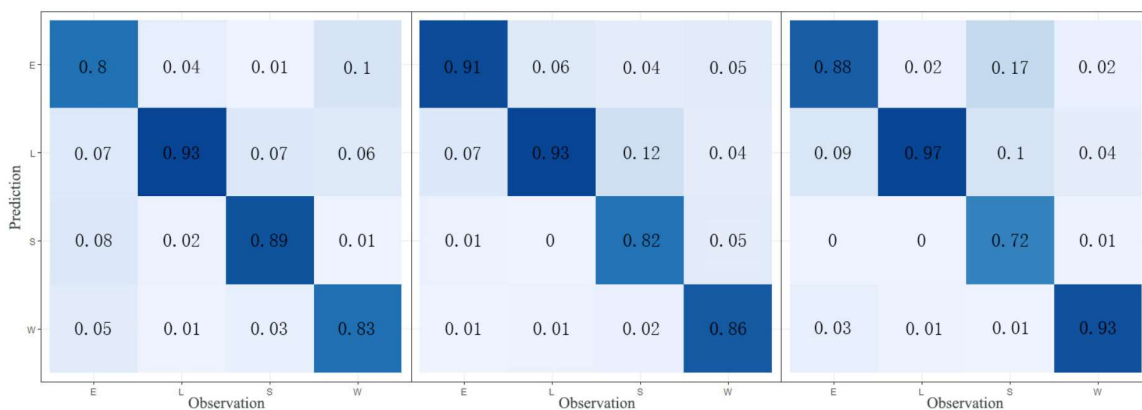 E 0.8 0.04 0.01 0.1 0.91 0.06 0.04 0.05 0.88 0.02 0.17 0.02
L 0.07 0.93 0.07 0.06 0.07 0.93 0.12 0.04 0.09 0.97 0.1 0.04
Prediction
S 0.08 0.02 0.89 0.01 0.01 0 0.82 0.05 0 0 0.72 0.01
W 0.05 0.01 0.03 0.83 0.01 0.01 0.02 0.86 0.03 0.01 0.01 0.93
E L S W E L S W E L S W
Observation Observation Observation